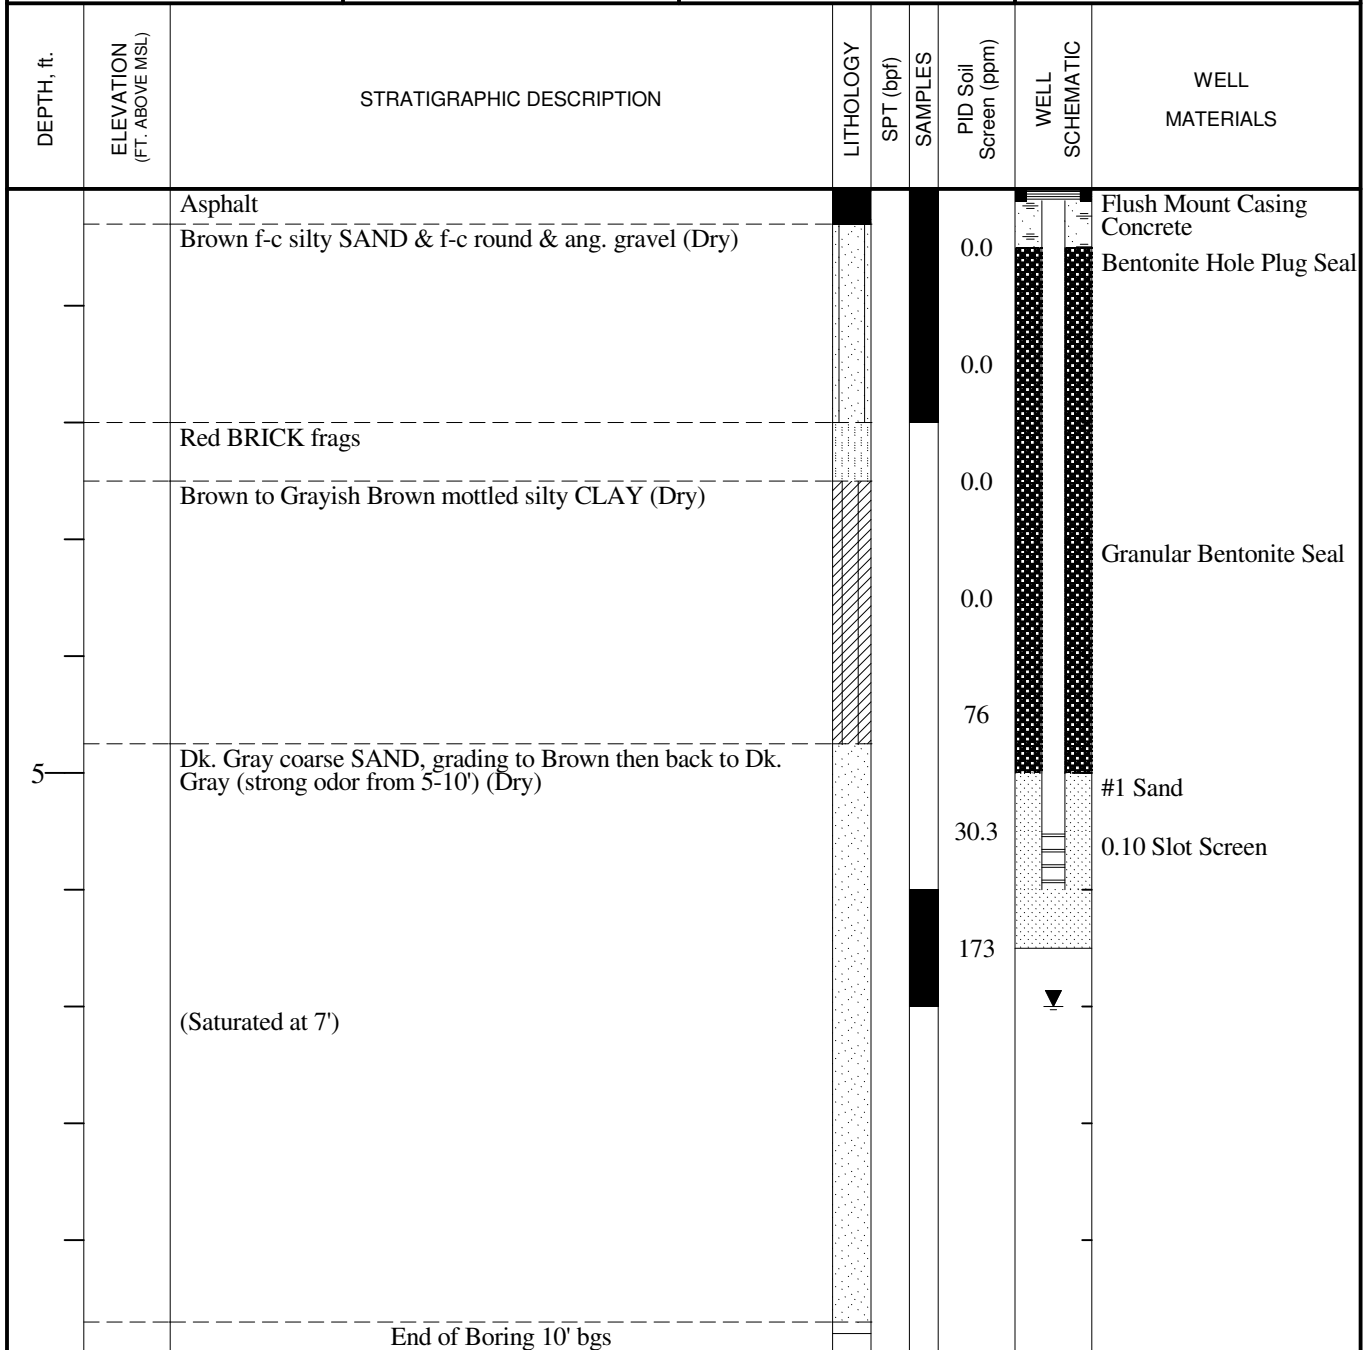 DEPTH, ft.
ELEVATION
(FT. ABOVE MSL)
STRATIGRAPHIC DESCRIPTION
LITHOLOGY
SPT (bpf)
SAMPLES
PID Soil
Screen (ppm)
WELL
SCHEMATIC
WELL
MATERIALS
Asphalt
Flush Mount Casing
Concrete
Brown f-c silty SAND & f-c round & ang. gravel (Dry)
0.0
Bentonite Hole Plug Seal
0.0
Red BRICK frags
0.0
Brown to Grayish Brown mottled silty CLAY (Dry)
Granular Bentonite Seal
0.0
76
Dk. Gray coarse SAND, grading to Brown then back to Dk.
Gray (strong odor from 5-10') (Dry)
5
#1 Sand
30.3
0.10 Slot Screen
173
(Saturated at 7')
End of Boring 10' bgs